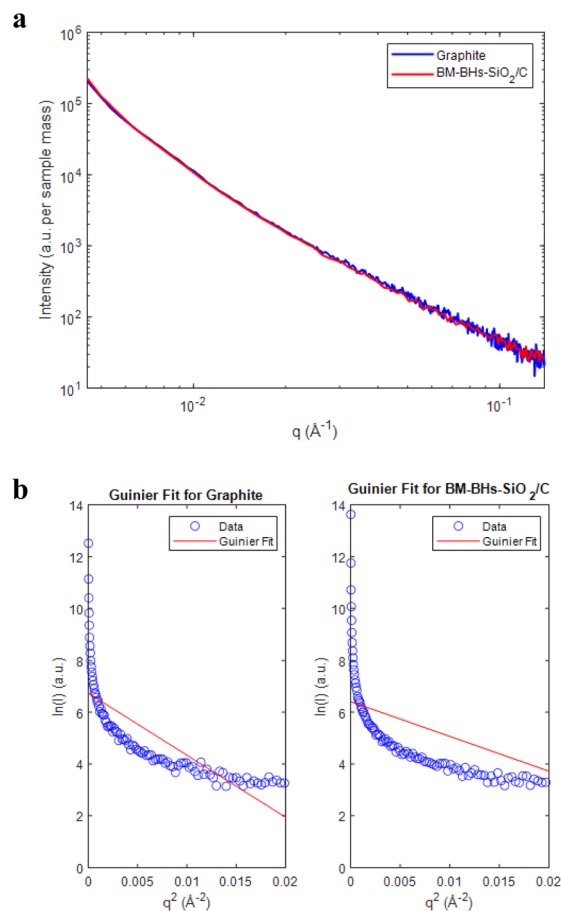 a
10^6
10^5
10^4
10^3
10^2
10^1
Intensity (a.u. per sample mass)
Graphite
BM-BHs-SiO_2/C
10^-2
10^-1
q (Å^-1)
b
Guinier Fit for Graphite
14
12
10
8
6
4
2
0
ln(I) (a.u.)
Data
Guinier Fit
0
0.005
0.01
0.015
0.02
q^2 (Å^-2)
Guinier Fit for BM-BHs-SiO_2/C
14
12
10
8
6
4
2
0
ln(I) (a.u.)
Data
Guinier Fit
0
0.005
0.01
0.015
0.02
q^2 (Å^-2)